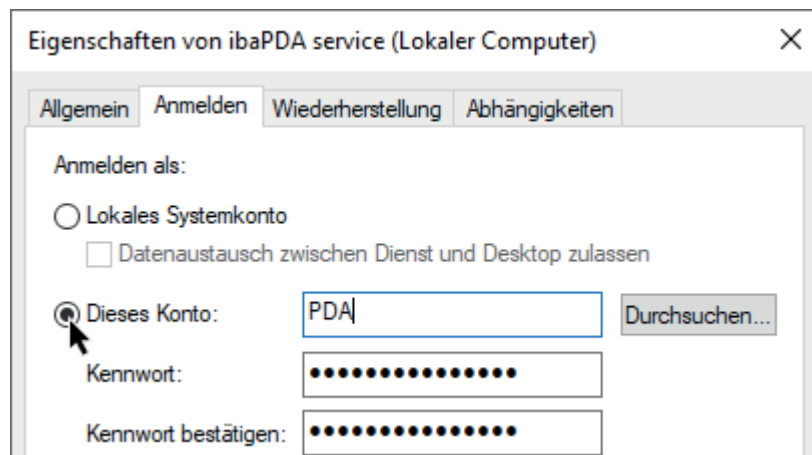 Eigenschaften von ibaPDA service (Lokaler Computer)
Allgemein Anmelden Wiederherstellung Abhängigkeiten
Anmelden als:
Lokales Systemkonto
Datenaustausch zwischen Dienst und Desktop zulassen
Dieses Konto: PDA Durchsuchen...
Kennwort: ●●●●●●●●●●●●●●●
Kennwort bestätigen: ●●●●●●●●●●●●●●●